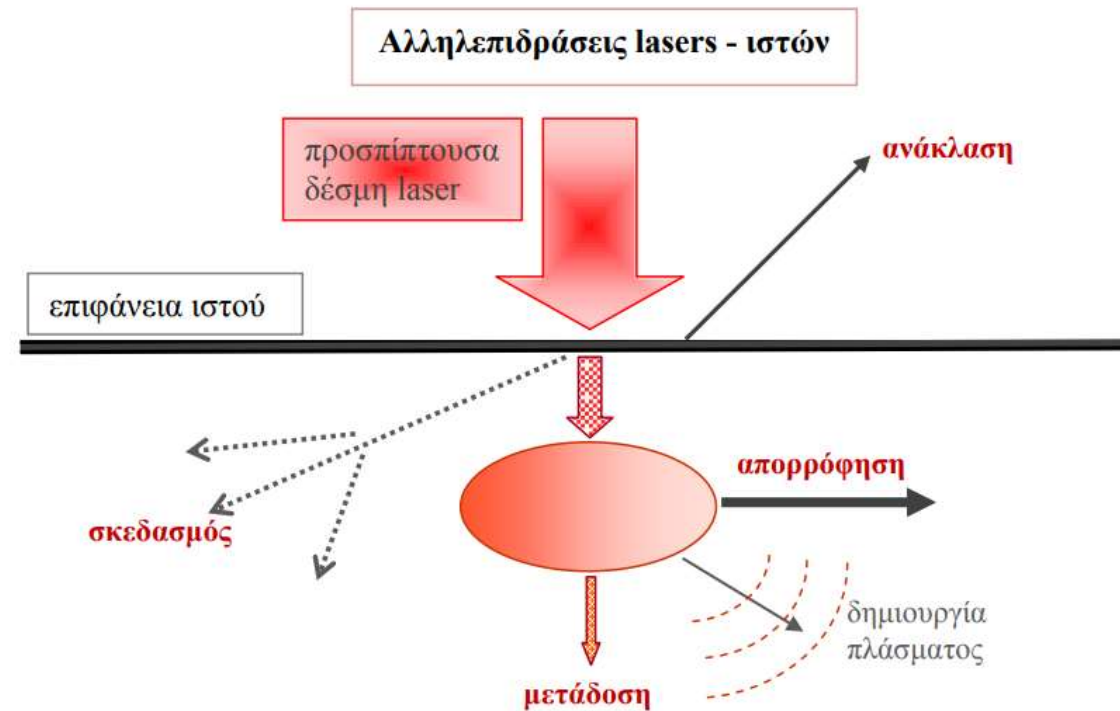 Αλληλεπιδράσεις lasers - ιστών
προσπίπτουσα
δέσμη laser
ανάκλαση
επιφάνεια ιστού
απορρόφηση
σκεδασμός
δημιουργία
πλάσματος
μετάδοση